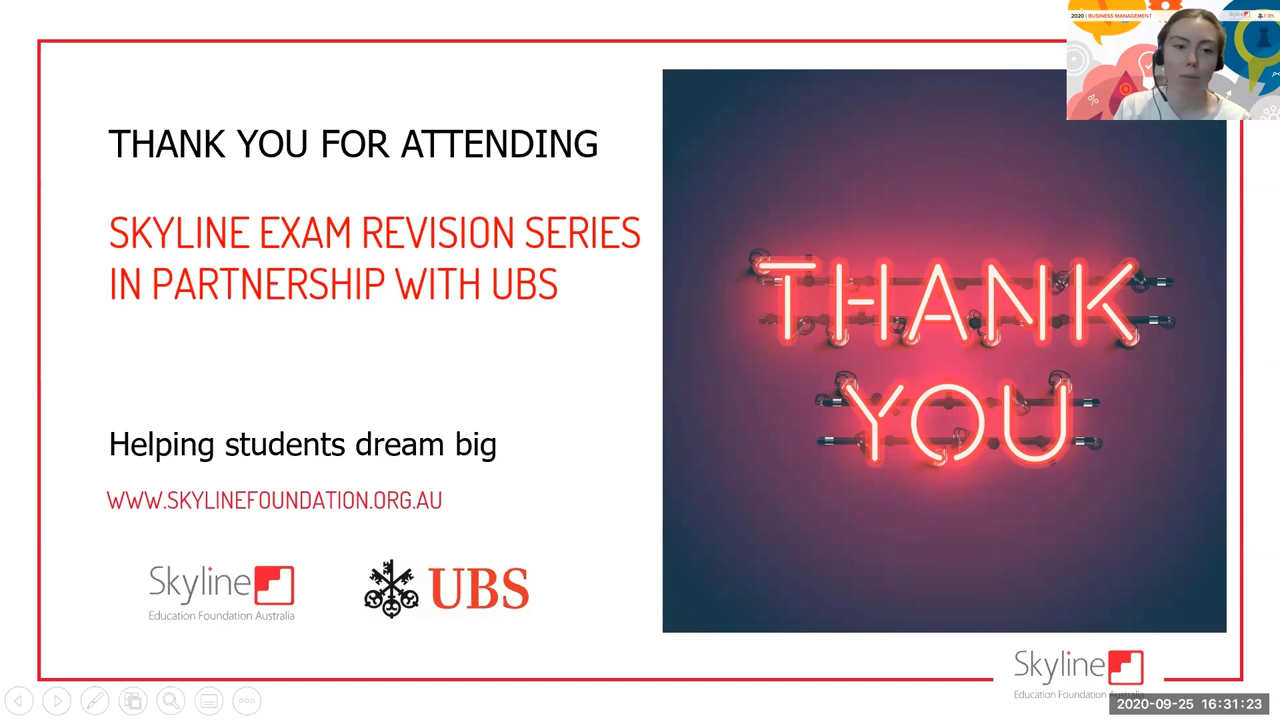 2020 | BUSINESS MANAGEMENT
Skyline
UBS
THANK YOU FOR ATTENDING
SKYLINE EXAM REVISION SERIES
IN PARTNERSHIP WITH UBS
THANK
YOU
Helping students dream big
WWW.SKYLINEFOUNDATION.ORG.AU
Skyline
Education Foundation Australia
UBS
Skyline
Education Foundation Australia
2020-09-25 16:31:23